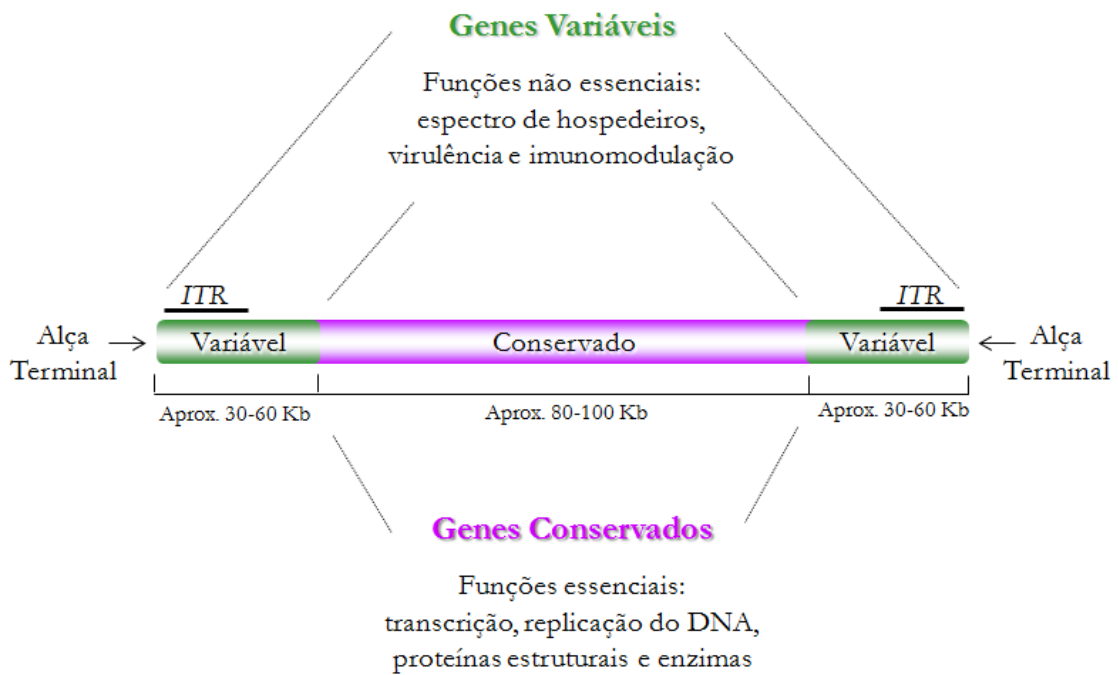 Genes Variáveis
Funções não essenciais:
espectro de hospedeiros,
virulência e imunomodulação
ITR
ITR
Alça
Terminal
Variável
Conservado
Variável
Alça
Terminal
Aprox. 30-60 Kb
Aprox. 80-100 Kb
Aprox. 30-60 Kb
Genes Conservados
Funções essenciais:
transcrição, replicação do DNA,
proteínas estruturais e enzimas